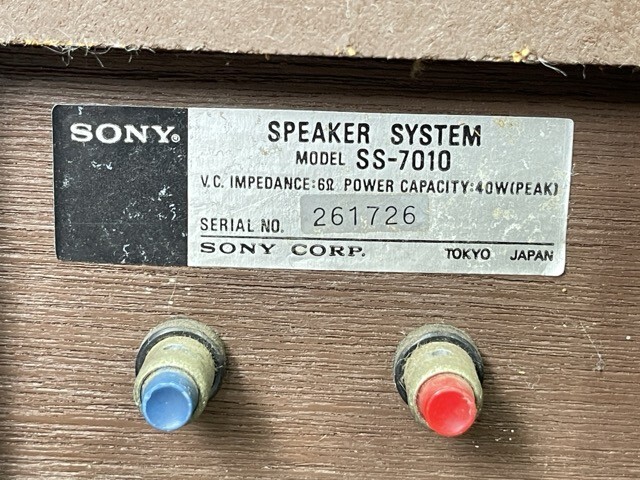 SONY®
SPEAKER SYSTEM
MODEL SS-7010
V.C. IMPEDANCE:6Ω POWER CAPACITY:40W(PEAK)
SERIAL NO. 261726
SONY CORP. TOKYO JAPAN